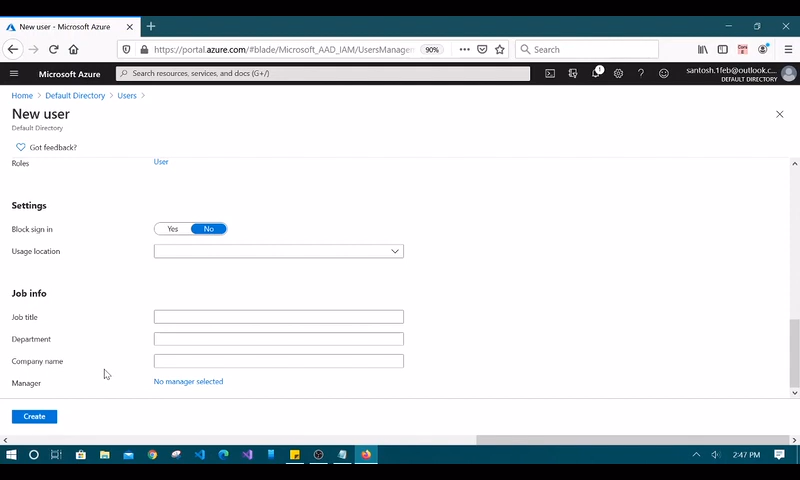 New user - Microsoft Azure
https://portal.azure.com/#blade/Microsoft_AAD_IAM/UsersManagem
90%
Search
Microsoft Azure
Search resources, services, and docs (G+/)
1
santosh.1feb@outlook.c...
DEFAULT DIRECTORY
Home > Default Directory > Users >
New user
Default Directory
Got feedback?
Roles
User
Settings
Block sign in
Yes
No
Usage location
Job info
Job title
Department
Company name
Manager
No manager selected
Create
2:47 PM